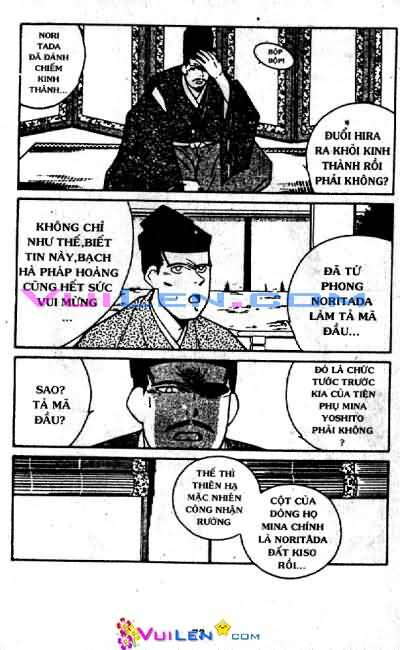 NORI
TADA
ĐÃ ĐÁNH
CHIẾM
KINH
THÀNH...
BỘP
BỘP!
ĐUỔI HIRA
RA KHỎI KINH
THÀNH RỒI
PHẢI KHÔNG?
KHÔNG CHỈ
NHƯ THẾ,BIẾT
TIN NÀY,BẠCH
HÀ PHÁP HOÀNG
CŨNG HẾT SỨC
VUI MỪNG
...
ĐÃ TỪ
PHONG
NORITADA
LÀM TẢ MÃ
ĐẦU...
VUILEN.COM
SAO?
TẢ MÃ
ĐẦU?
ĐÓ LÀ CHỨC
TƯỚC TRƯỚC
KIA CỦA TIÊN
PHỤ MINA
YOSHITO
PHẢI KHÔNG
?
THẾ THÌ
THIÊN HẠ
MẶC NHIÊN
CÔNG NHẬN
RƯỜNG
CỘT CỦA
DÒNG HỌ
MINA CHÍNH
LÀ NORITADA
ĐẤT KISO
RỒI...
VUILEN.COM